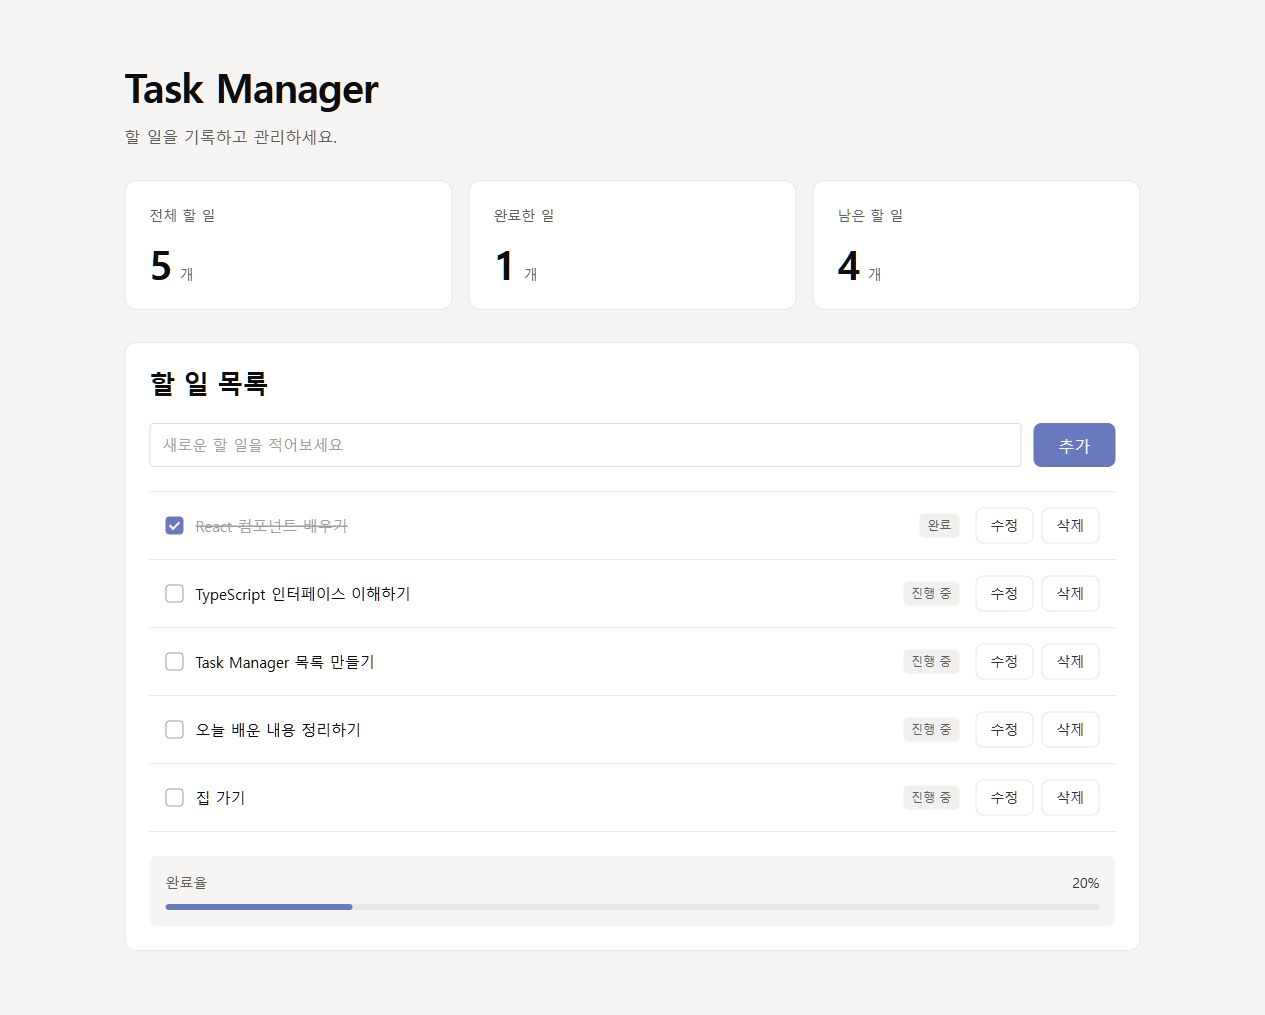 Task Manager
할 일을 기록하고 관리하세요.
전체 할 일
5 개
완료한 일
1 개
남은 할 일
4 개
할 일 목록
새로운 할 일을 적어보세요
추가
React 컴포넌트 배우기
완료
수정
삭제
TypeScript 인터페이스 이해하기
진행 중
수정
삭제
Task Manager 목록 만들기
진행 중
수정
삭제
오늘 배운 내용 정리하기
진행 중
수정
삭제
집 가기
진행 중
수정
삭제
완료율
20%